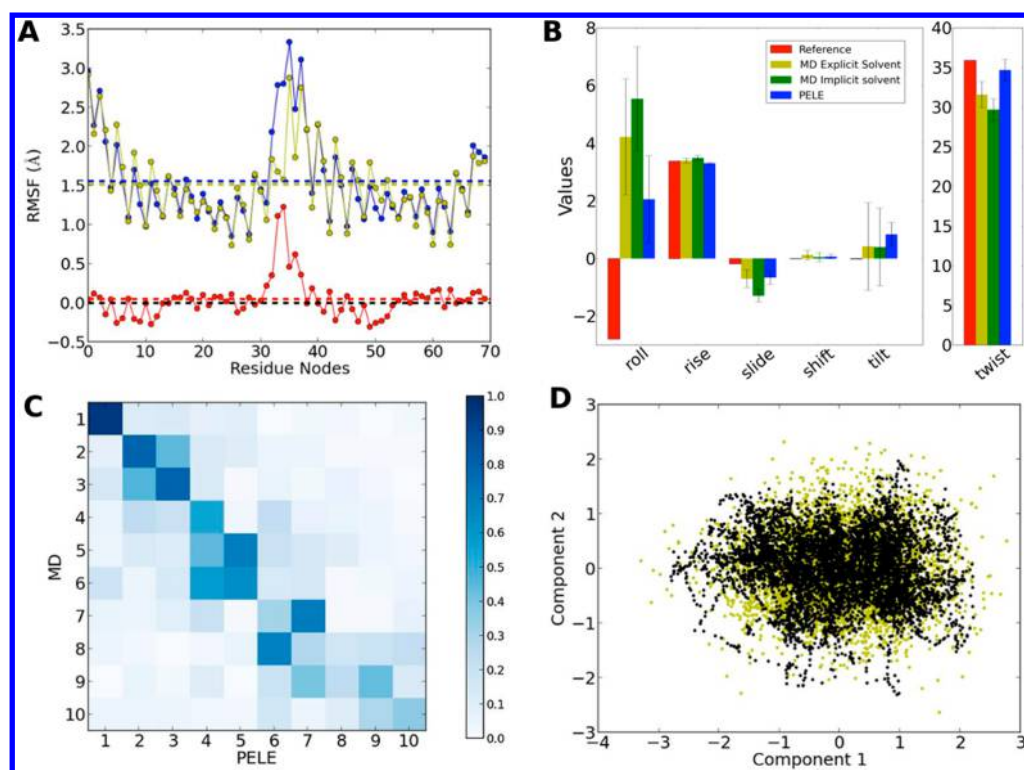 A
3.5
3.0
2.5
2.0
1.5
1.0
0.5
0.0
−0.5
RMSF (Å)
0 10 20 30 40 50 60 70
Residue Nodes
B
8
6
4
2
0
−2
Values
Reference
MD Explicit Solvent
MD Implicit solvent
PELE
roll rise slide shift tilt
40
35
30
25
20
15
10
5
0
twist
C
1
2
3
4
5
6
7
8
9
10
MD
1 2 3 4 5 6 7 8 9 10
PELE
1.0
0.9
0.8
0.7
0.6
0.5
0.4
0.3
0.2
0.1
0.0
D
3
2
1
0
−1
−2
−3
Component 2
−4 −3 −2 −1 0 1 2 3
Component 1